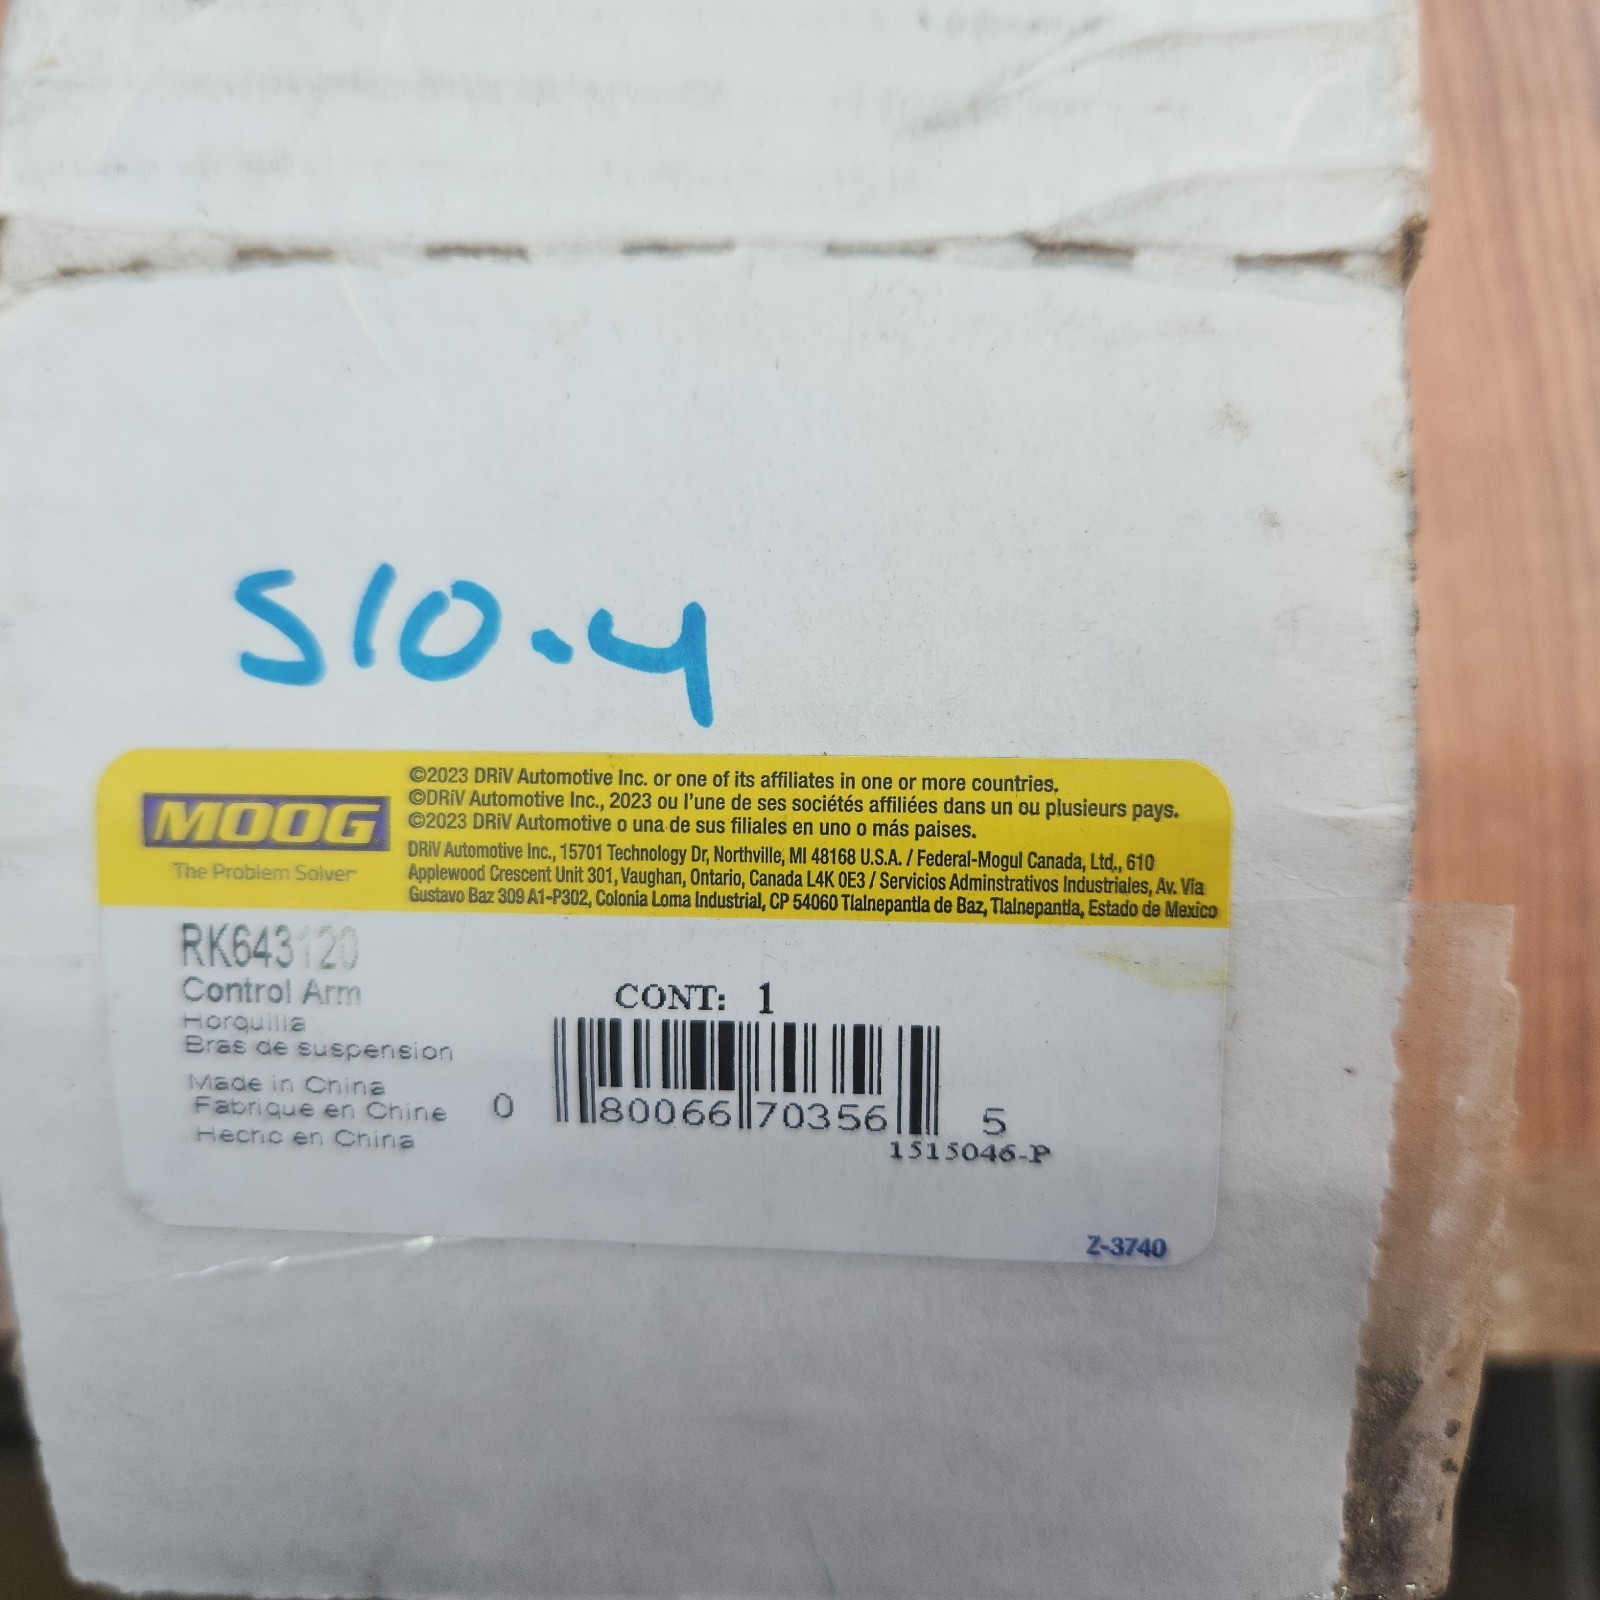 S10.4
MOOG
The Problem Solver
©2023 DRiV Automotive Inc. or one of its affiliates in one or more countries.
©DRiV Automotive Inc., 2023 ou l'une de ses sociétés affiliées dans un ou plusieurs pays.
©2023 DRiV Automotive o una de sus filiales en uno o más paises.
DRiV Automotive Inc., 15701 Technology Dr, Northville, MI 48168 U.S.A. / Federal-Mogul Canada, Ltd., 610
Applewood Crescent Unit 301, Vaughan, Ontario, Canada L4K 0E3 / Servicios Adminstrativos Industriales, Av. Vía
Gustavo Baz 309 A1-P302, Colonia Loma Industrial, CP 54060 Tlalnepantla de Baz, Tlalnepantla, Estado de Mexico
RK643120
Control Arm
Horquilla
Bras de suspension
Made in China
Fabrique en Chine
Hecho en China
CONT: 1
0 80066 70356 5
1515046-P
Z-3740